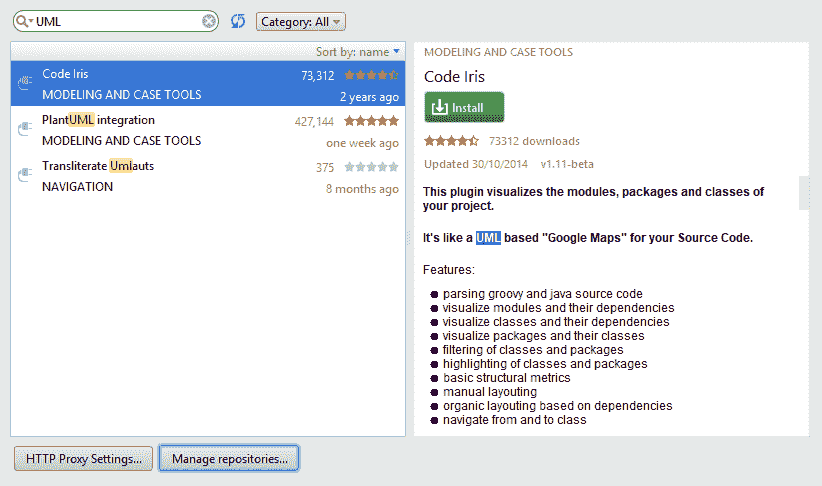 UML
Category: All
Sort by: name
Code Iris 73,312
MODELING AND CASE TOOLS 2 years ago
PlantUML integration 427,144
MODELING AND CASE TOOLS one week ago
Transliterate Umlauts 375
NAVIGATION 8 months ago
HTTP Proxy Settings...
Manage repositories...
MODELING AND CASE TOOLS
Code Iris
Install
73312 downloads
Updated 30/10/2014 v1.11-beta
This plugin visualizes the modules, packages and classes of
your project.
It's like a UML based "Google Maps" for your Source Code.
Features:
parsing groovy and java source code
visualize modules and their dependencies
visualize classes and their dependencies
visualize packages and their classes
filtering of classes and packages
highlighting of classes and packages
basic structural metrics
manual layouting
organic layouting based on dependencies
navigate from and to class